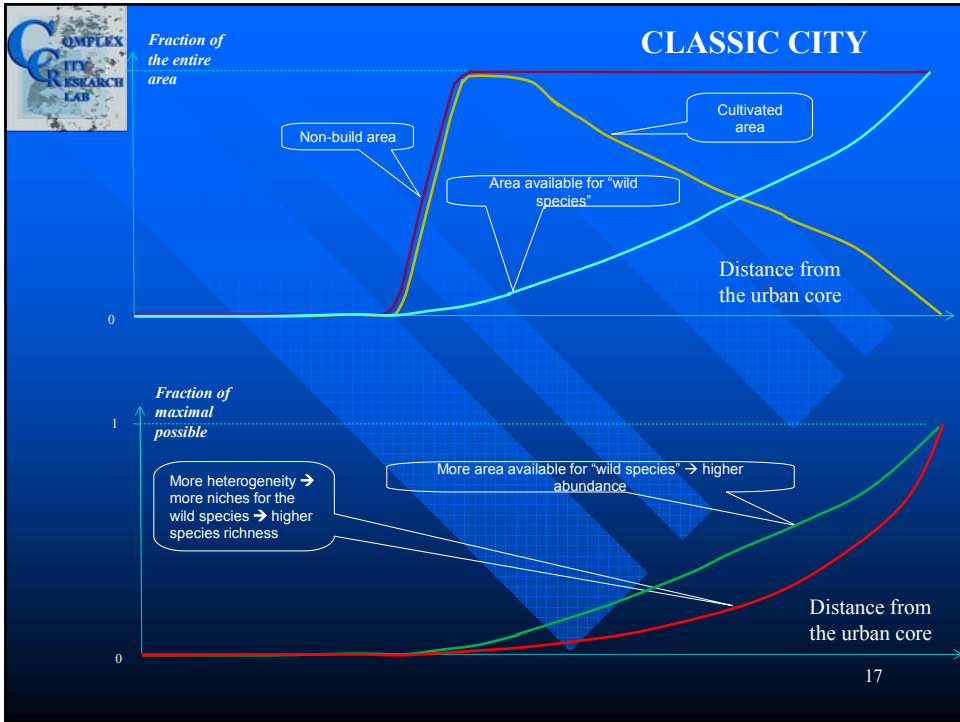 COMPLEX
CITY
RESEARCH
LAB
Fraction of
the entire
area
CLASSIC CITY
Non-build area
Cultivated
area
Area available for “wild
species”
Distance from
the urban core
0
Fraction of
maximal
possible
1
More heterogeneity →
more niches for the
wild species → higher
species richness
More area available for “wild species” → higher
abundance
Distance from
the urban core
0
17